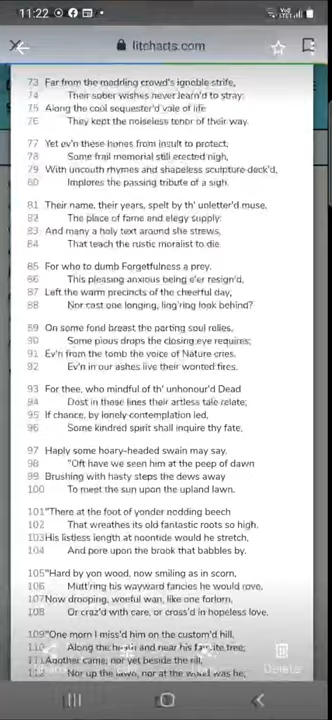 11:22
litcharts.com
73 Far from the madding crowd's ignoble strife,
74 Their sober wishes never learn'd to stray;
75 Along the cool sequester'd vale of life
76 They kept the noiseless tenor of their way.
77 Yet ev'n these bones from insult to protect,
78 Some frail memorial still erected nigh,
79 With uncouth rhymes and shapeless sculpture deck'd,
80 Implores the passing tribute of a sigh.
81 Their name, their years, spelt by th' unletter'd muse,
82 The place of fame and elegy supply:
83 And many a holy text around she strews,
84 That teach the rustic moralist to die.
85 For who to dumb Forgetfulness a prey,
86 This pleasing anxious being e'er resign'd,
87 Left the warm precincts of the cheerful day,
88 Nor cast one longing, ling'ring look behind?
89 On some fond breast the parting soul relies,
90 Some pious drops the closing eye requires;
91 Ev'n from the tomb the voice of Nature cries,
92 Ev'n in our ashes live their wonted fires.
93 For thee, who mindful of th' unhonour'd Dead
94 Dost in these lines their artless tale relate;
95 If chance, by lonely contemplation led,
96 Some kindred spirit shall inquire thy fate,
97 Haply some hoary-headed swain may say,
98 "Oft have we seen him at the peep of dawn
99 Brushing with hasty steps the dews away
100 To meet the sun upon the upland lawn.
101 "There at the foot of yonder nodding beech
102 That wreathes its old fantastic roots so high,
103 His listless length at noontide would he stretch,
104 And pore upon the brook that babbles by.
105 "Hard by yon wood, now smiling as in scorn,
106 Mutt'ring his wayward fancies he would rove,
107 Now drooping, woeful wan, like one forlorn,
108 Or craz'd with care, or cross'd in hopeless love.
109 "One morn I miss'd him on the custom'd hill,
110 Along the heath and near his fav'rite tree;
111 Another came; nor yet beside the rill,
112 Nor up the lawn, nor at the wood was he;
Delete